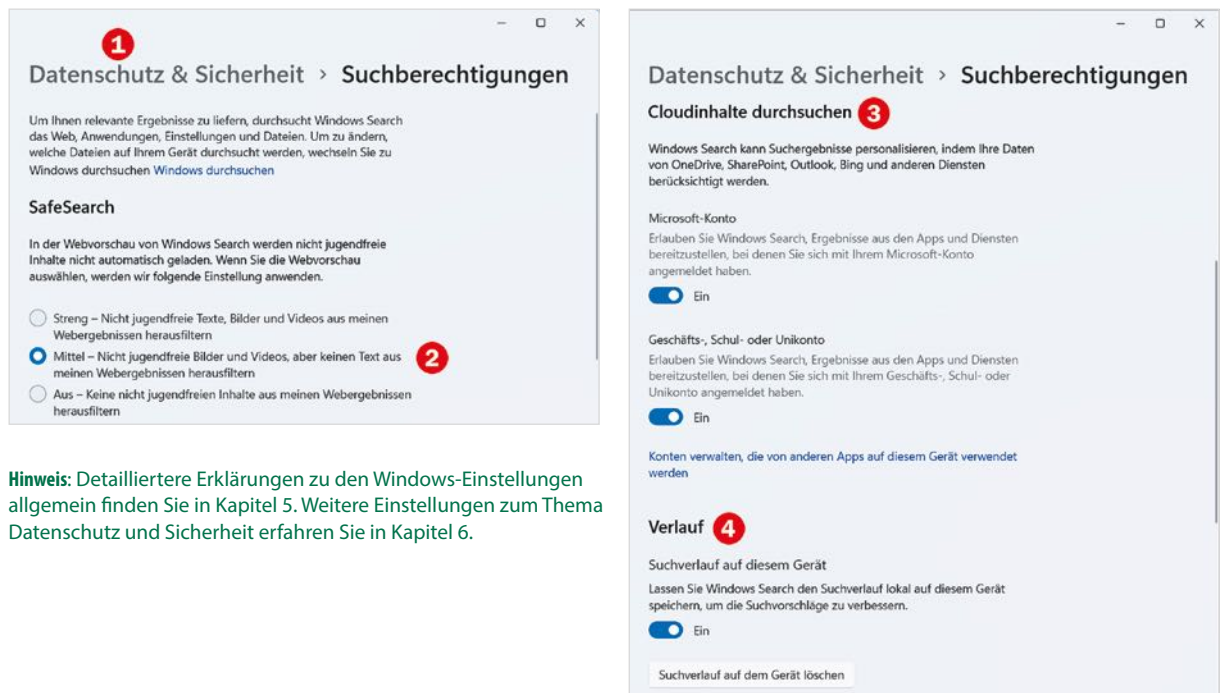 1
Datenschutz & Sicherheit > Suchberechtigungen
Um Ihnen relevante Ergebnisse zu liefern, durchsucht Windows Search
das Web, Anwendungen, Einstellungen und Dateien. Um zu ändern,
welche Dateien auf Ihrem Gerät durchsucht werden, wechseln Sie zu
Windows durchsuchen Windows durchsuchen
SafeSearch
In der Webvorschau von Windows Search werden nicht jugendfreie
Inhalte nicht automatisch geladen. Wenn Sie die Webvorschau
auswählen, werden wir folgende Einstellung anwenden.
Streng – Nicht jugendfreie Texte, Bilder und Videos aus meinen
Webergebnissen herausfiltern
Mittel – Nicht jugendfreie Bilder und Videos, aber keinen Text aus
meinen Webergebnissen herausfiltern
2
Aus – Keine nicht jugendfreien Inhalte aus meinen Webergebnissen
herausfiltern
Hinweis: Detailliertere Erklärungen zu den Windows-Einstellungen
allgemein finden Sie in Kapitel 5. Weitere Einstellungen zum Thema
Datenschutz und Sicherheit erfahren Sie in Kapitel 6.
Datenschutz & Sicherheit > Suchberechtigungen
Cloudinhalte durchsuchen 3
Windows Search kann Suchergebnisse personalisieren, indem Ihre Daten
von OneDrive, SharePoint, Outlook, Bing und anderen Diensten
berücksichtigt werden.
Microsoft-Konto
Erlauben Sie Windows Search, Ergebnisse aus den Apps und Diensten
bereitzustellen, bei denen Sie sich mit Ihrem Microsoft-Konto
angemeldet haben.
Ein
Geschäfts-, Schul- oder Unikonto
Erlauben Sie Windows Search, Ergebnisse aus den Apps und Diensten
bereitzustellen, bei denen Sie sich mit Ihrem Geschäfts-, Schul- oder
Unikonto angemeldet haben.
Ein
Konten verwalten, die von anderen Apps auf diesem Gerät verwendet
werden
Verlauf 4
Suchverlauf auf diesem Gerät
Lassen Sie Windows Search den Suchverlauf lokal auf diesem Gerät
speichern, um die Suchvorschläge zu verbessern.
Ein
Suchverlauf auf dem Gerät löschen